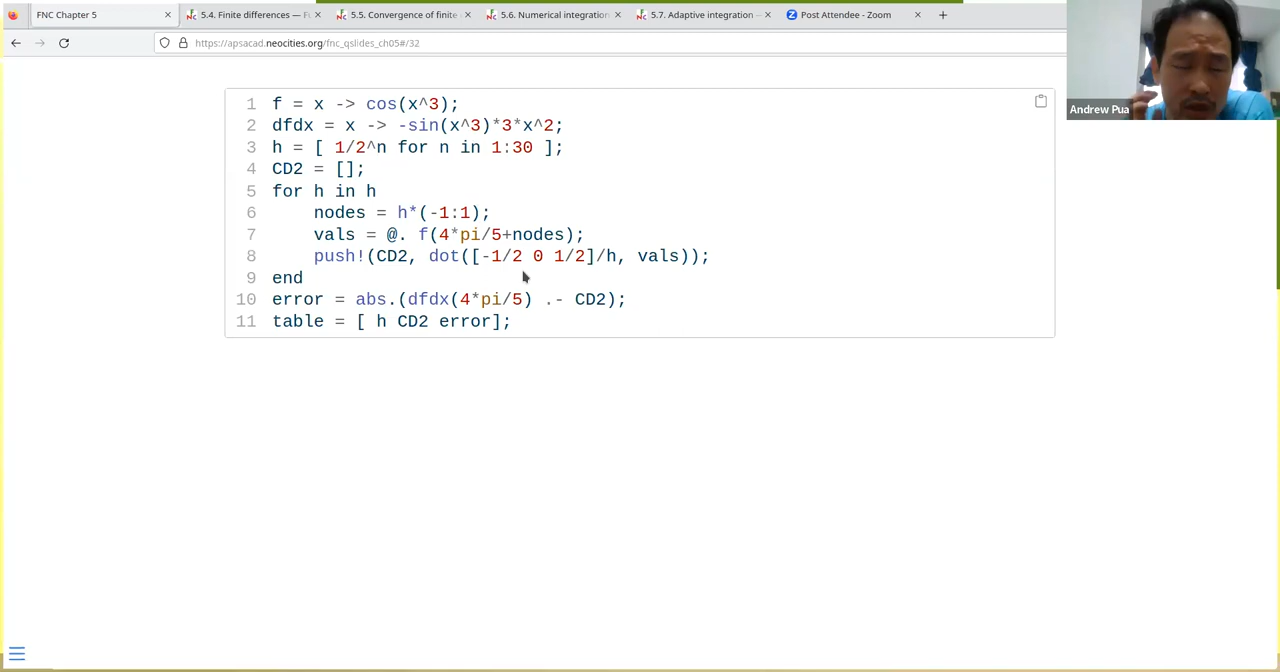 FNC Chapter 5
5.4. Finite differences — F
5.5. Convergence of finite
5.6. Numerical integration
5.7. Adaptive integration —
Post Attendee - Zoom
https://apsacad.neocities.org/fnc_qslides_ch05#/32
Andrew Pua
1 f = x -> cos(x^3);
2 dfdx = x -> -sin(x^3)*3*x^2;
3 h = [ 1/2^n for n in 1:30 ];
4 CD2 = [];
5 for h in h
6 nodes = h*(-1:1);
7 vals = @. f(4*pi/5+nodes);
8 push!(CD2, dot([-1/2 0 1/2]/h, vals));
9 end
10 error = abs.(dfdx(4*pi/5) .- CD2);
11 table = [ h CD2 error];